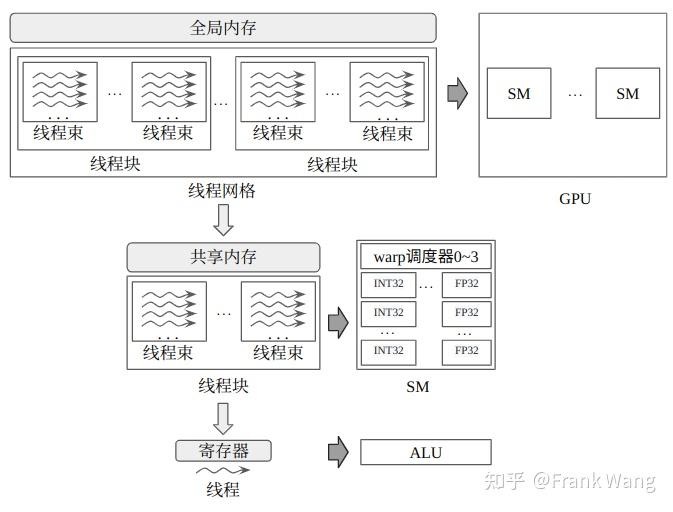 全局内存
... ... ... 
... ... ... ...
线程束 线程束 线程束 线程束
线程块 线程块
线程网格
SM ... SM
GPU
共享内存
...
... ...
线程束 线程束
线程块
warp调度器0~3
INT32 ... FP32
INT32 FP32
... ...
INT32 FP32
SM
寄存器
线程
ALU
知乎 @Frank Wang